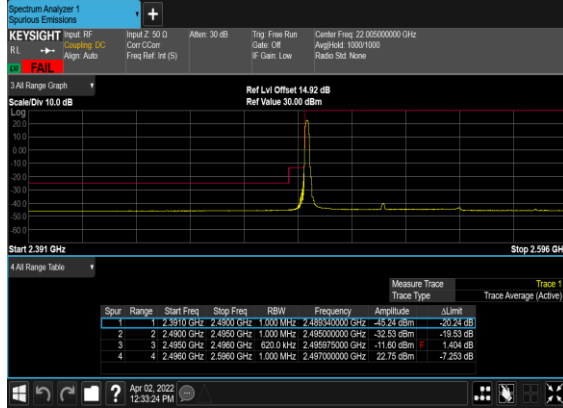 Spectrum Analyzer 1
Spurious Emissions
KEYSIGHT Input: RF Input Z: 50 Ω Atten: 30 dB Trig: Free Run Center Freq: 22.005000000 GHz
RL Coupling: DC Corr CCorr Gate: Off Avg|Hold: 1000/1000
Align: Auto Freq Ref: Int (S) IF Gain: Low Radio Std: None
FAIL
3 All Range Graph
Scale/Div 10.0 dB
Ref Lvl Offset 14.92 dB
Ref Value 30.00 dBm
Log
20.0
10.0
0.00
-10.0
-20.0
-30.0
-40.0
-50.0
-60.0
Start 2.391 GHz Stop 2.596 GH
4 All Range Table
Measure Trace Trace 1
Trace Type Trace Average (Active)
Spur Range Start Freq Stop Freq RBW Frequency Amplitude ΔLimit
1 1 2.3910 GHz 2.4900 GHz 1.000 MHz 2.489340000 GHz -45.24 dBm -20.24 dB
2 2 2.4900 GHz 2.4950 GHz 1.000 MHz 2.495000000 GHz -32.53 dBm -19.53 dB
3 3 2.4950 GHz 2.4960 GHz 620.0 kHz 2.495975000 GHz -11.60 dBm F 1.404 dB
4 4 2.4960 GHz 2.5960 GHz 1.000 MHz 2.497000000 GHz 22.75 dBm -7.253 dB
Apr 02, 2022
12:33:24 PM